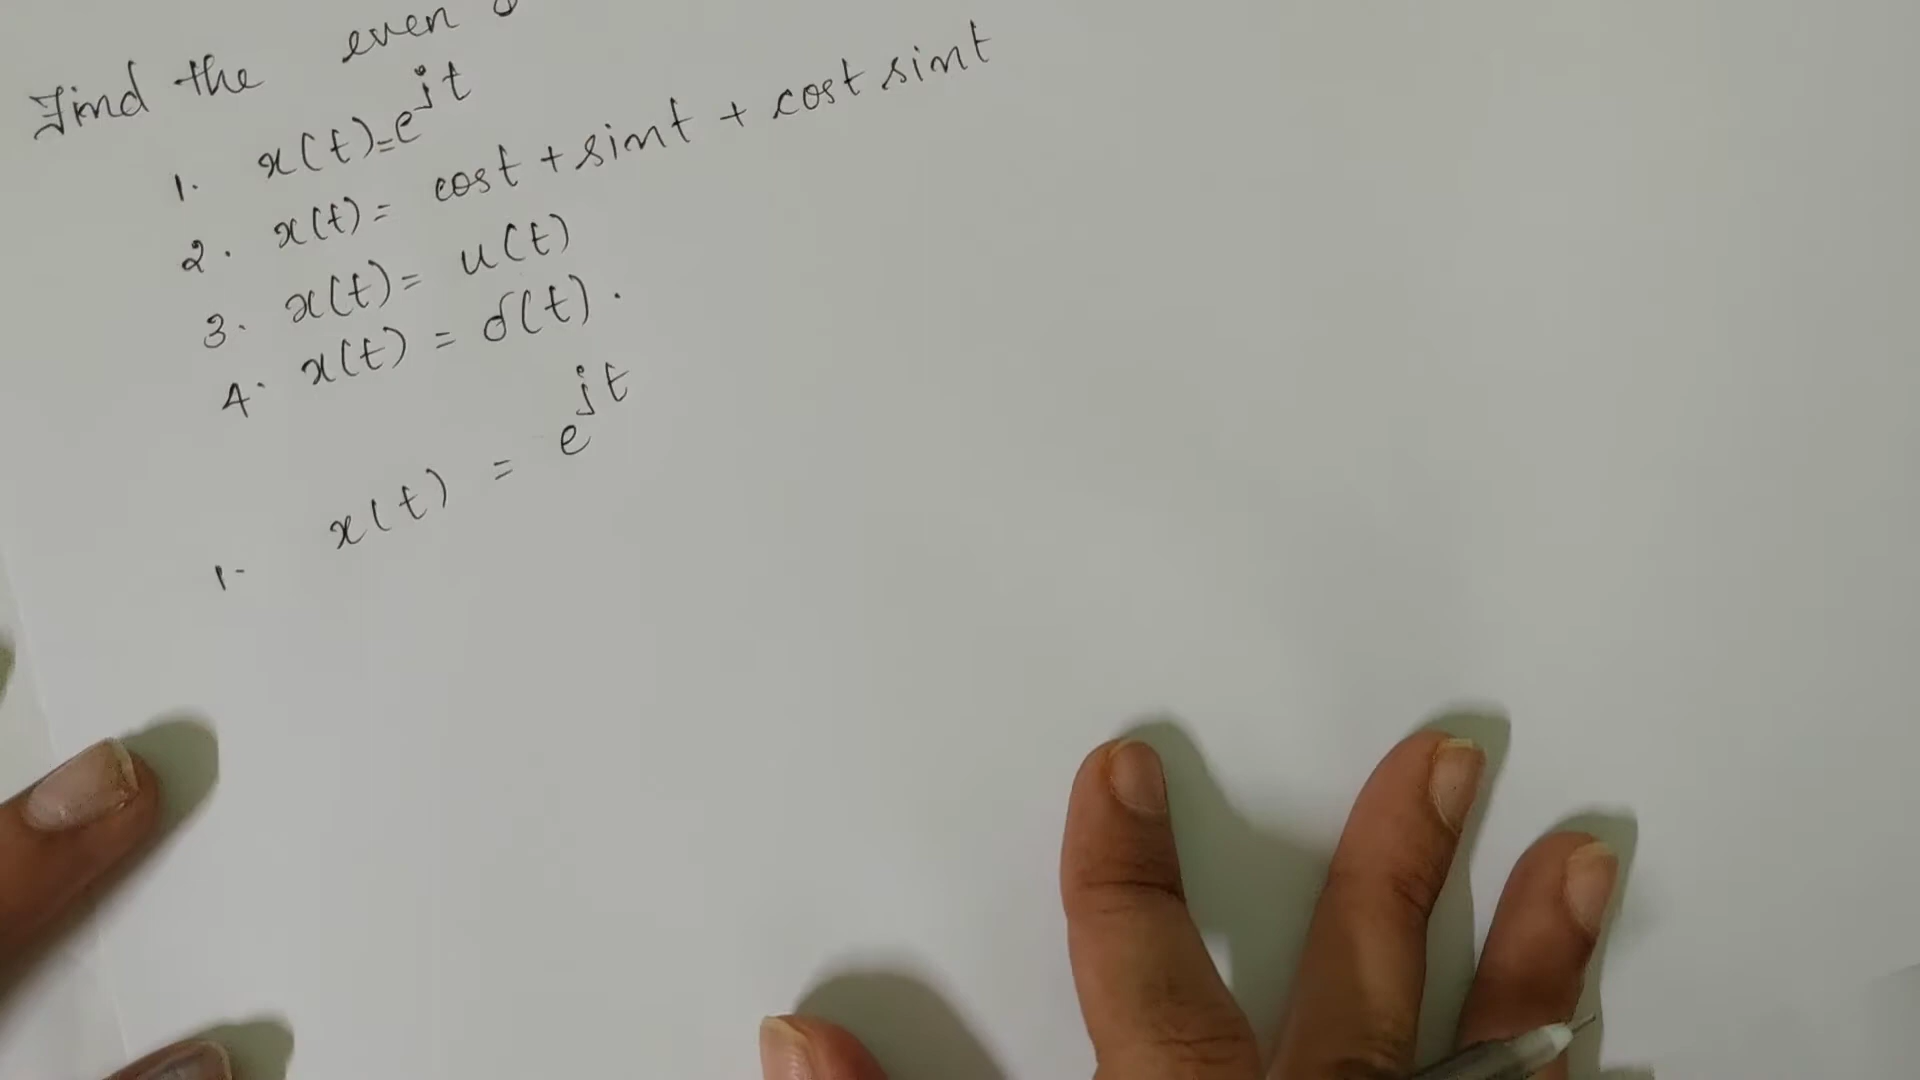 Find the even
1. x(t)=e^jt
2. x(t)= cost + sint + cost sint
3. x(t)= u(t)
4. x(t) = δ(t).
1. x(t) = e^jt